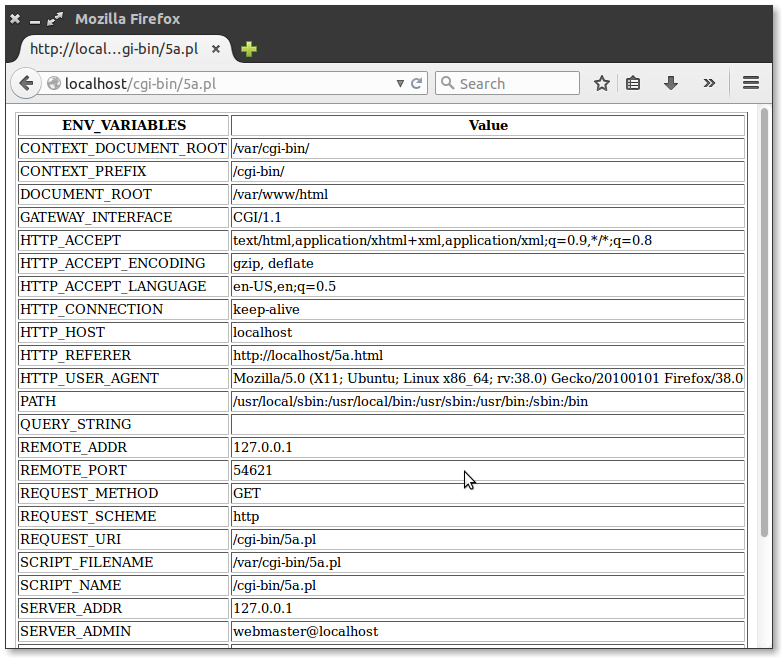 Mozilla Firefox
http://local...gi-bin/5a.pl
localhost/cgi-bin/5a.pl
Search
ENV_VARIABLES Value
CONTEXT_DOCUMENT_ROOT /var/cgi-bin/
CONTEXT_PREFIX /cgi-bin/
DOCUMENT_ROOT /var/www/html
GATEWAY_INTERFACE CGI/1.1
HTTP_ACCEPT text/html,application/xhtml+xml,application/xml;q=0.9,*/*;q=0.8
HTTP_ACCEPT_ENCODING gzip, deflate
HTTP_ACCEPT_LANGUAGE en-US,en;q=0.5
HTTP_CONNECTION keep-alive
HTTP_HOST localhost
HTTP_REFERER http://localhost/5a.html
HTTP_USER_AGENT Mozilla/5.0 (X11; Ubuntu; Linux x86_64; rv:38.0) Gecko/20100101 Firefox/38.0
PATH /usr/local/sbin:/usr/local/bin:/usr/sbin:/usr/bin:/sbin:/bin
QUERY_STRING
REMOTE_ADDR 127.0.0.1
REMOTE_PORT 54621
REQUEST_METHOD GET
REQUEST_SCHEME http
REQUEST_URI /cgi-bin/5a.pl
SCRIPT_FILENAME /var/cgi-bin/5a.pl
SCRIPT_NAME /cgi-bin/5a.pl
SERVER_ADDR 127.0.0.1
SERVER_ADMIN webmaster@localhost